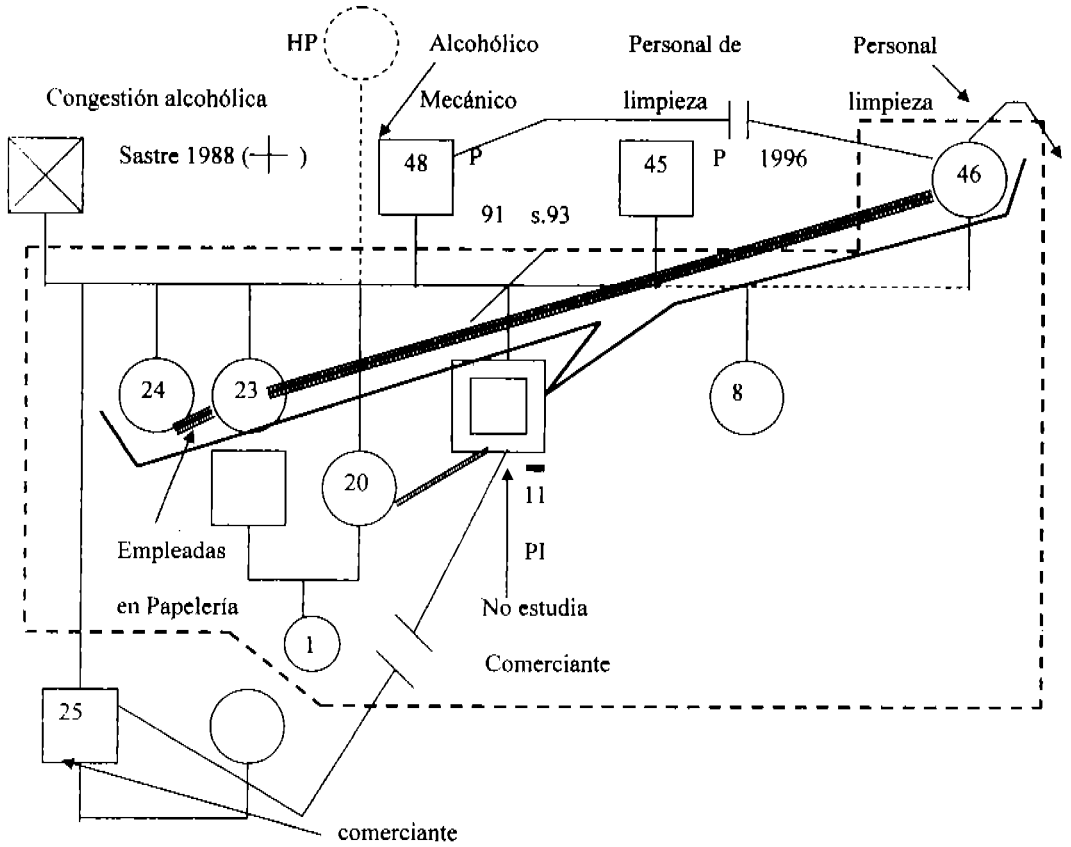 HP
Alcohólico
Personal de
Personal
Congestión alcohólica
Mecánico
limpieza
limpieza
Sastre 1988 ( )
48
P
45
P
1996
46
91 s.93
24
23
8
20
11
Empleadas
PI
en Papelería
No estudia
1
Comerciante
25
comerciante